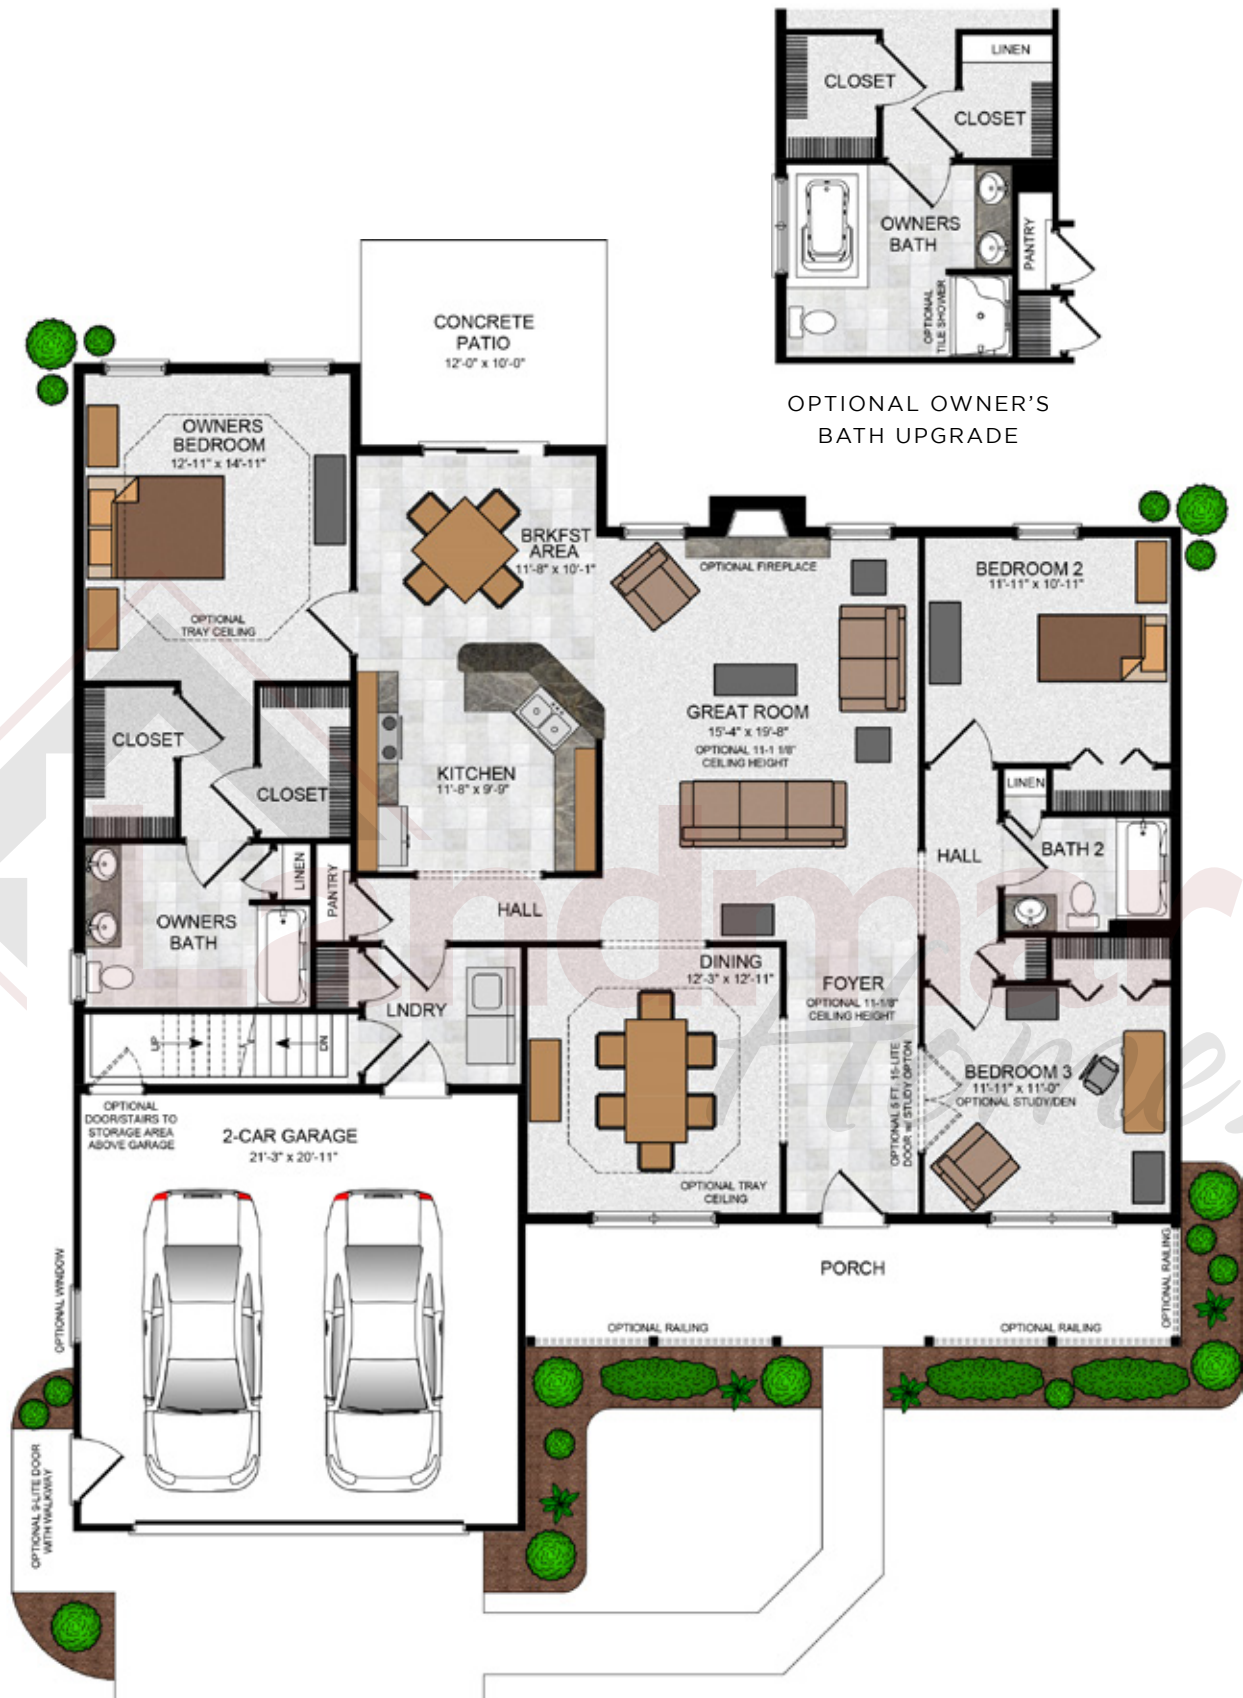 LINEN
CLOSET
CLOSET
OWNERS
BATH
PANTRY
OPTIONAL
TILE SHOWER
OPTIONAL OWNER'S
BATH UPGRADE
CONCRETE
PATIO
12'-0" x 10'-0"
OWNERS
BEDROOM
12'-11" x 14'-11"
OPTIONAL
TRAY CEILING
BRKFST
AREA
11'-8" x 10'-1"
OPTIONAL FIREPLACE
BEDROOM 2
11'-11" x 10'-11"
GREAT ROOM
15'-4" x 19'-8"
OPTIONAL 11-1 1/8"
CEILING HEIGHT
CLOSET
CLOSET
KITCHEN
11'-8" x 9'-9"
LINEN
HALL
BATH 2
LINEN
PANTRY
OWNERS
BATH
HALL
Landmar
Homes
DINING
12'-3" x 12'-11"
FOYER
OPTIONAL 11-1/8"
CEILING HEIGHT
LNDRY
UP
DN
BEDROOM 3
11'-11" x 11'-0"
OPTIONAL STUDY/DEN
OPTIONAL 5 FT. 15-LITE
DOOR w/ STUDY OPTON
OPTIONAL
DOOR/STAIRS TO
STORAGE AREA
ABOVE GARAGE
2-CAR GARAGE
21'-3" x 20'-11"
OPTIONAL TRAY
CEILING
PORCH
OPTIONAL RAILING
OPTIONAL RAILING
OPTIONAL RAILING
OPTIONAL WINDOW
OPTIONAL 9-LITE DOOR
WITH WALKWAY